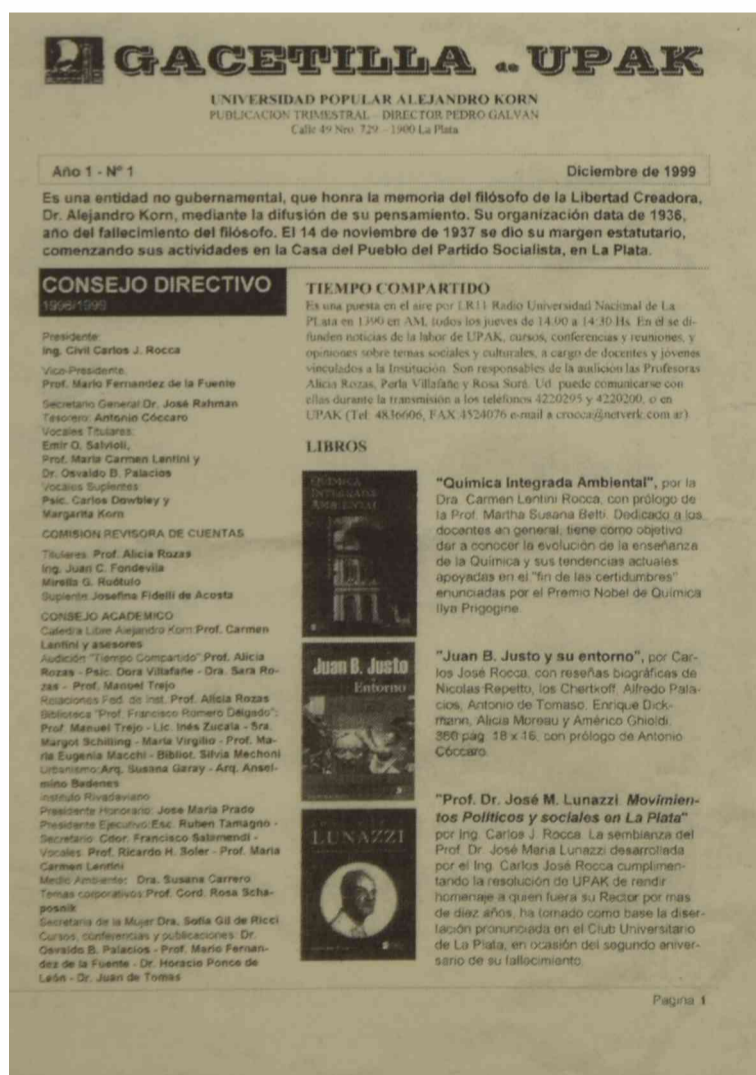 GACETILLA de UPAK
UNIVERSIDAD POPULAR ALEJANDRO KORN
PUBLICACION TRIMESTRAL - DIRECTOR PEDRO GALVAN
Calle 49 Nro. 729 - 1900 La Plata
Año 1 - Nº 1
Diciembre de 1999
Es una entidad no gubernamental, que honra la memoria del filósofo de la Libertad Creadora,
Dr. Alejandro Korn, mediante la difusión de su pensamiento. Su organización data de 1936,
año del fallecimiento del filósofo. El 14 de noviembre de 1937 se dio su margen estatutario,
comenzando sus actividades en la Casa del Pueblo del Partido Socialista, en La Plata.
CONSEJO DIRECTIVO
1998/1999
Presidente:
Ing. Civil Carlos J. Rocca
Vice-Presidente:
Prof. Mario Fernandez de la Fuente
Secretario General: Dr. José Rahman
Tesorero: Antonio Cóccaro
Vocales Titulares:
Emir O. Salvioli,
Prof. María Carmen Lentini y
Dr. Osvaldo B. Palacios
Vocales Suplentes:
Psic. Carlos Dowbley y
Margarita Korn
COMISION REVISORA DE CUENTAS
Titulares: Prof. Alicia Rozas
Ing. Juan C. Fondevila
Mirella G. Ruótulo
Suplente: Josefina Fidelli de Acosta
CONSEJO ACADEMICO
Catedra Libre Alejandro Korn: Prof. Carmen
Lentini y asesores
Audición "Tiempo Compartido": Prof. Alicia
Rozas - Psic. Dora Villafañe - Dra. Sara Ro-
zas - Prof. Manuel Trejo
Relaciones Fed. de Inst. Prof. Alicia Rozas
Biblioteca "Prof. Francisco Romero Delgado":
Prof. Manuel Trejo - Lic. Inés Zucala - Sra.
Margot Schilling - María Virgilio - Prof. Ma-
ría Eugenia Macchi - Bibliot. Silvia Mechoni
Urbanismo: Arq. Susana Garay - Arq. Ansel-
mino Badenes
Instituto Rivadaviano
Presidente Honorario: Jose María Prado
Presidente Ejecutivo: Esc. Ruben Tamagno -
Secretario: Cdor. Francisco Salamendi -
Vocales: Prof. Ricardo H. Soler - Prof. Maria
Carmen Lentini
Medio Ambiente: Dra. Susana Carrero
Temas corporativos: Prof. Cord. Rosa Scha-
posnik
Secretaria de la Mujer: Dra. Sofía Gil de Ricci
Cursos, conferencias y publicaciones: Dr.
Osvaldo B. Palacios - Prof. Mario Fernan-
dez de la Fuente - Dr. Horacio Ponce de
León - Dr. Juan de Tomas
TIEMPO COMPARTIDO
Es una puesta en el aire por LR11 Radio Universidad Nacional de La
PLata en 1390 en AM, todos los jueves de 14.00 a 14:30 Hs. En él se di-
funden noticias de la labor de UPAK, cursos, conferencias y reuniones, y
opiniones sobre temas sociales y culturales, a cargo de docentes y jóvenes
vinculados a la Institución. Son responsables de la audición las Profesoras
Alicia Rozas, Perla Villafañe y Rosa Surá. Ud. puede comunicarse con
ellas durante la transmisión a los teléfonos 4220295 y 4220200, o en
UPAK (Tel. 4836606, FAX 4524076 e-mail a crocca@netverk.com.ar)
LIBROS
QUÍMICA
INTEGRADA
AMBIENTAL
"Quimica Integrada Ambiental", por la
Dra. Carmen Lentini Rocca, con prólogo de
la Prof. Martha Susana Belti. Dedicado a los
docentes en general, tiene como objetivo
dar a conocer la evolución de la enseñanza
de la Química y sus tendencias actuales
apoyadas en el "fin de las certidumbres"
enunciadas por el Premio Nobel de Química
Ilya Prigogine.
Juan B. Justo
Entorno
"Juan B. Justo y su entorno", por Car-
los José Rocca, con reseñas biográficas de
Nicolas Repetto, los Chertkoff, Alfredo Pala-
cios, Antonio de Tomaso, Enrique Dick-
mann, Alicia Moreau y Américo Ghioldi.
360 pag. 18 x 16, con prólogo de Antonio
Cóccaro.
LUNAZZI
"Prof. Dr. José M. Lunazzi. Movimien-
tos Políticos y sociales en La Plata"
por Ing. Carlos J. Rocca. La semblanza del
Prof. Dr. José María Lunazzi desarrollada
por el Ing. Carlos José Rocca cumplimen-
tando la resolución de UPAK de rendir
homenaje a quien fuera su Rector por mas
de diez años, ha tomado como base la diser-
tación pronunciada en el Club Universitario
de La Plata, en ocasión del segundo aniver-
sario de su fallecimiento.
Pagina 1